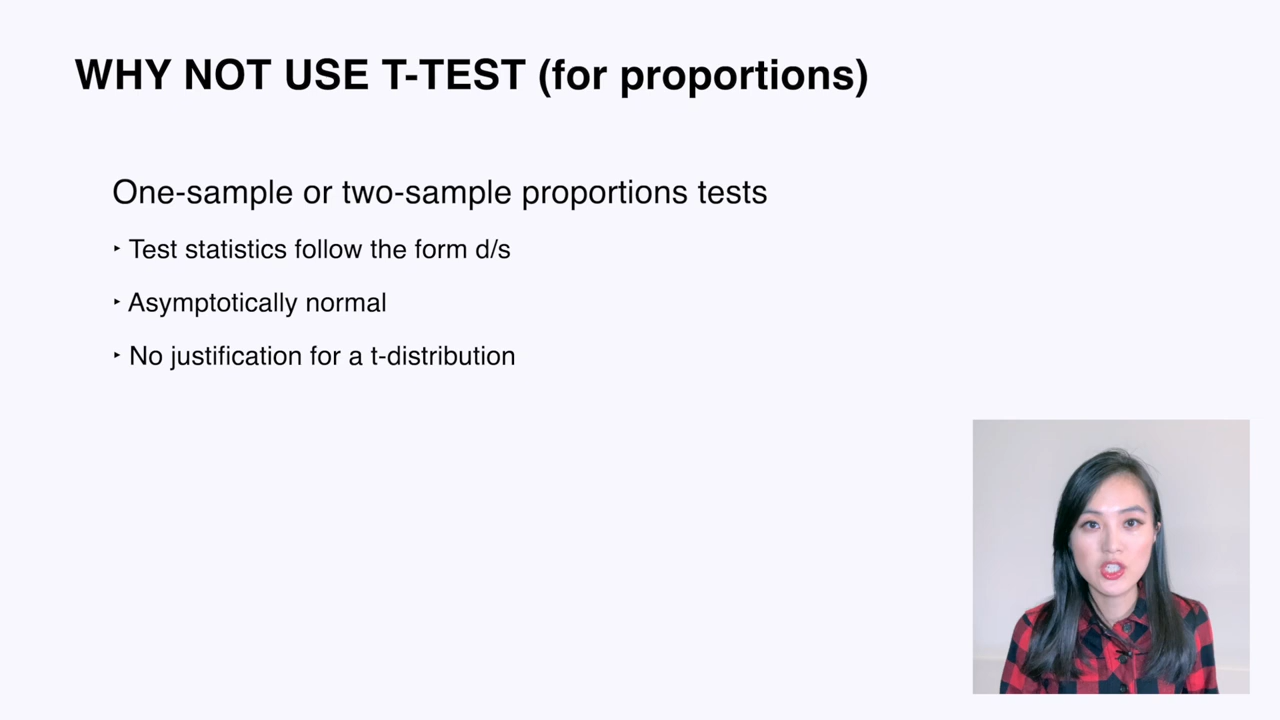 WHY NOT USE T-TEST (for proportions)
One-sample or two-sample proportions tests
‣ Test statistics follow the form d/s
‣ Asymptotically normal
‣ No justification for a t-distribution